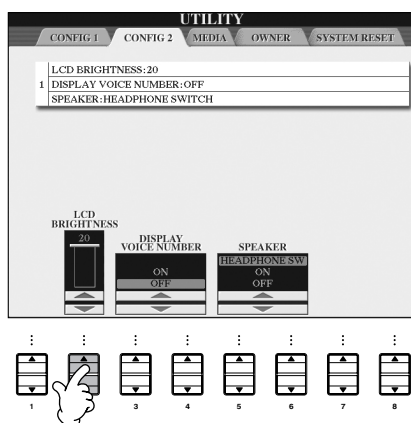 UTILITY
CONFIG 1 CONFIG 2 MEDIA OWNER SYSTEM RESET
LCD BRIGHTNESS:20
1 DISPLAY VOICE NUMBER:OFF
SPEAKER:HEADPHONE SWITCH
LCD
BRIGHTNESS
20
DISPLAY
VOICE NUMBER
ON
OFF
SPEAKER
HEADPHONE SW
ON
OFF
1 3 4 5 6 7 8